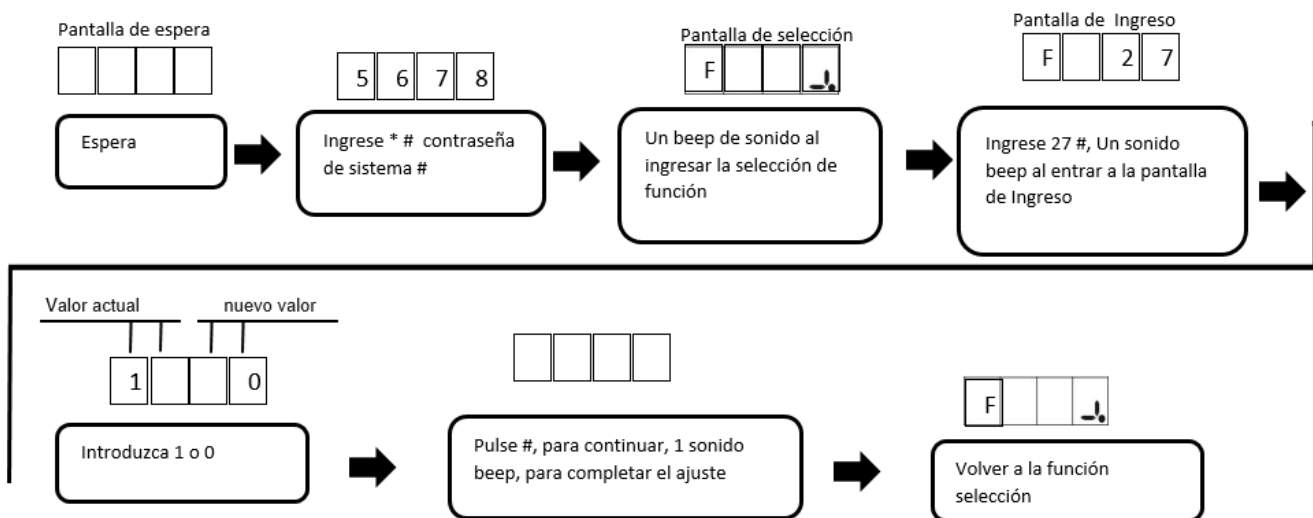 Pantalla de espera
Espera
5 6 7 8
Ingrese * # contraseña
de sistema #
Pantalla de selección
F
Un beep de sonido al
ingresar la selección de
función
Pantalla de Ingreso
F 2 7
Ingrese 27 #, Un sonido
beep al entrar a la pantalla
de Ingreso
Valor actual nuevo valor
1 0
Introduzca 1 o 0
Pulse #, para continuar, 1 sonido
beep, para completar el ajuste
F
Volver a la función
selección